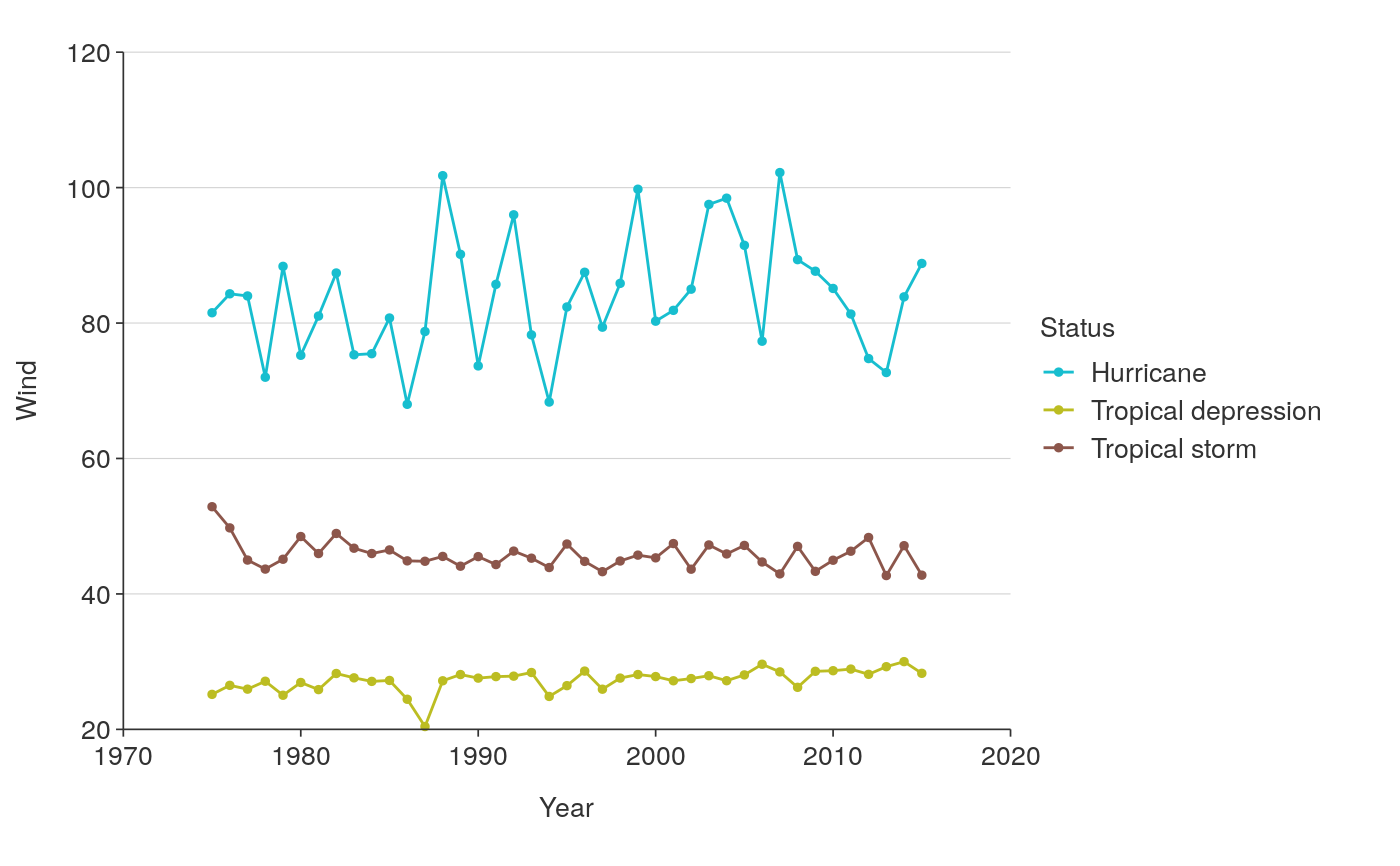 120
100
80
60
40
20
Wind
1970 1980 1990 2000 2010 2020
Year
Status
Hurricane
Tropical depression
Tropical storm